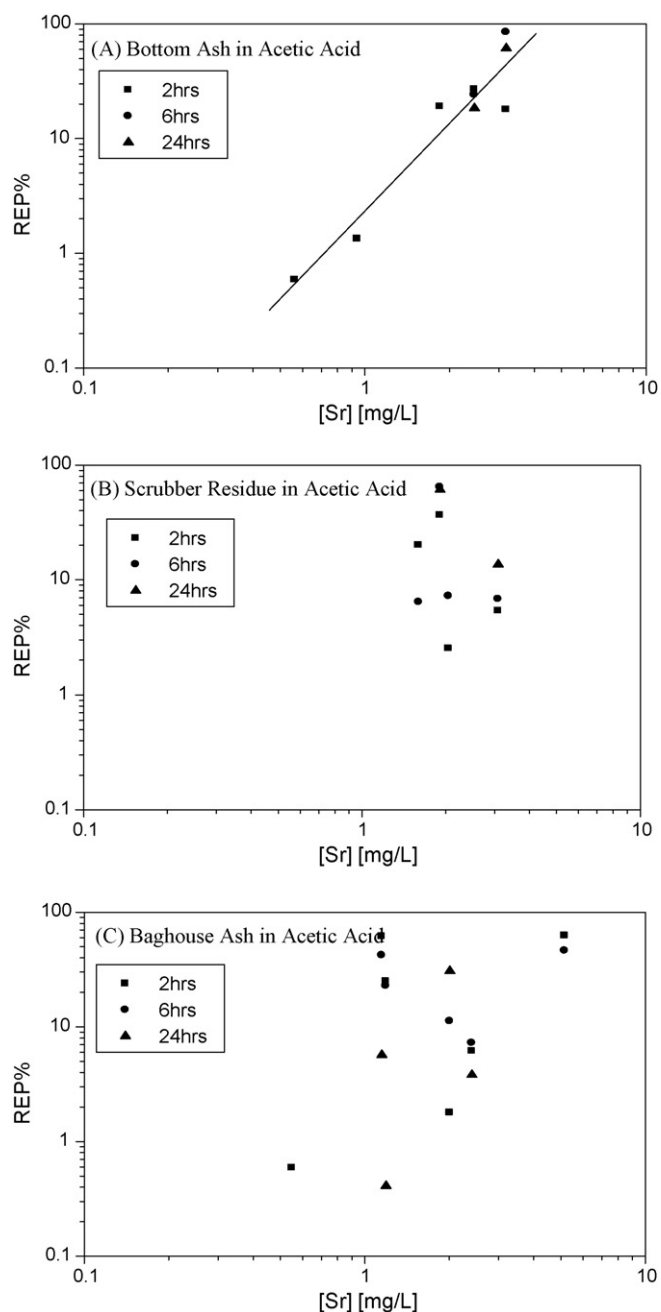 100
(A) Bottom Ash in Acetic Acid
2hrs
6hrs
24hrs
10
REP%
1
0.1
0.1 1 10
[Sr] [mg/L]
100
(B) Scrubber Residue in Acetic Acid
2hrs
6hrs
24hrs
10
REP%
1
0.1
0.1 1 10
[Sr] [mg/L]
100
(C) Baghouse Ash in Acetic Acid
2hrs
6hrs
24hrs
10
REP%
1
0.1
0.1 1 10
[Sr] [mg/L]